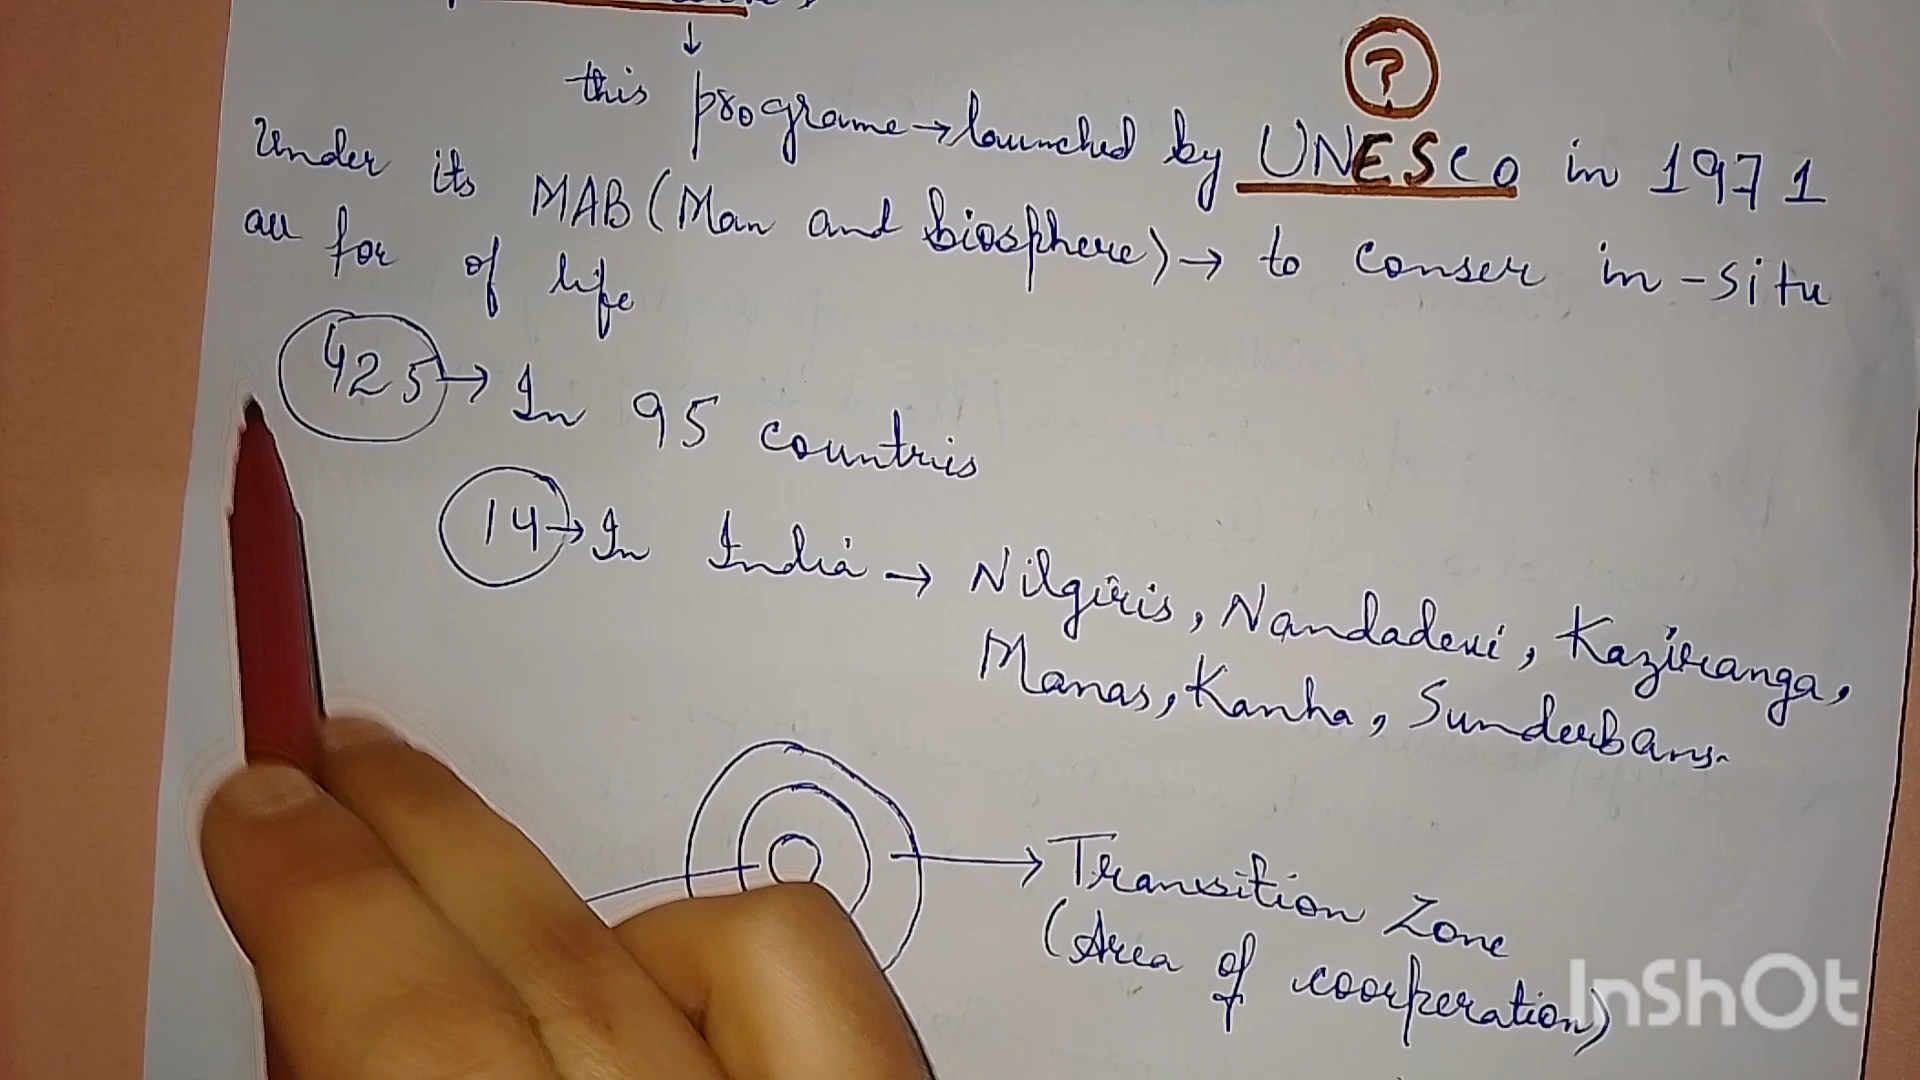 ?
this programe→launched by UNESCO in 1971
Under its MAB (Man and biosphere)→ to conser in-situ
all for of life
425→ In 95 countris
14→ In India → Nilgiris, Nandadevi, Kaziranga,
Manas, Kanha, Sunderbans.
Transition Zone
(Area of coorperation)
InShOt